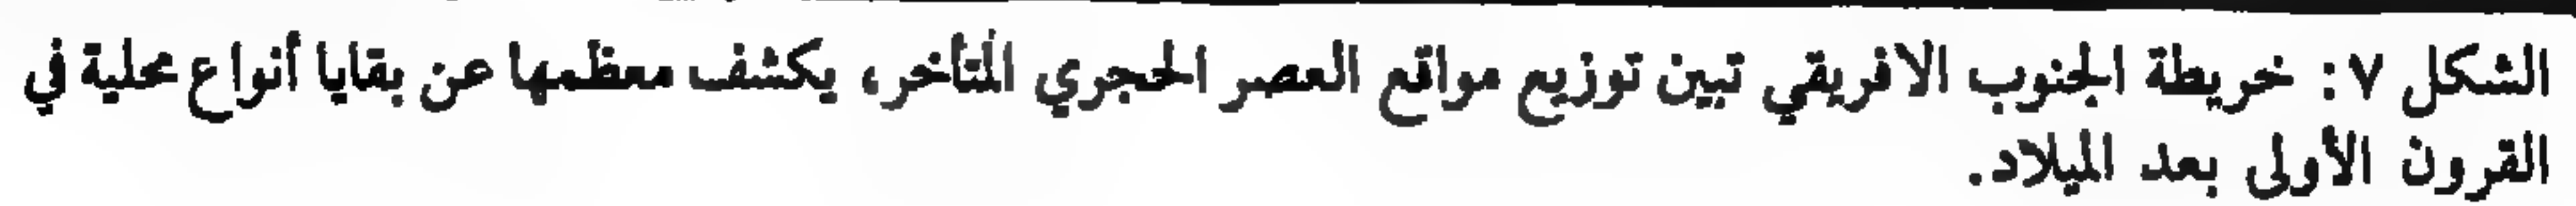 الشكل ٧: خريطة الجنوب الافريقي تبين توزيع مواقع العصر الحجري المتأخر، يكشف معظمها عن بقايا أنواع محلية في
القرون الأولى بعد الميلاد.